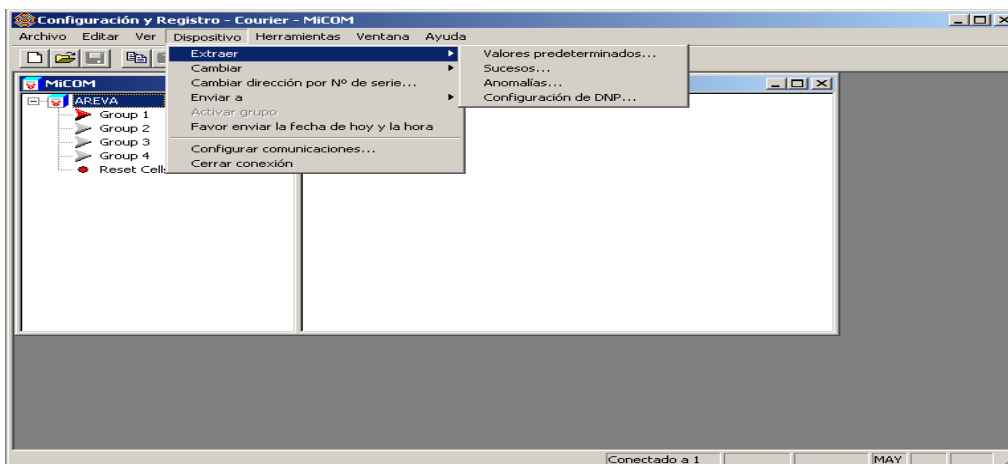 Configuración y Registro - Courier - MiCOM
Archivo Editar Ver Dispositivo Herramientas Ventana Ayuda
Extraer
Cambiar
Cambiar dirección por Nº de serie...
Enviar a
Activar grupo
Favor enviar la fecha de hoy y la hora
Configurar comunicaciones...
Cerrar conexión
Valores predeterminados...
Sucesos...
Anomalías...
Configuración de DNP...
MiCOM
AREVA
Group 1
Group 2
Group 3
Group 4
Reset Cells
Conectado a 1
MAY